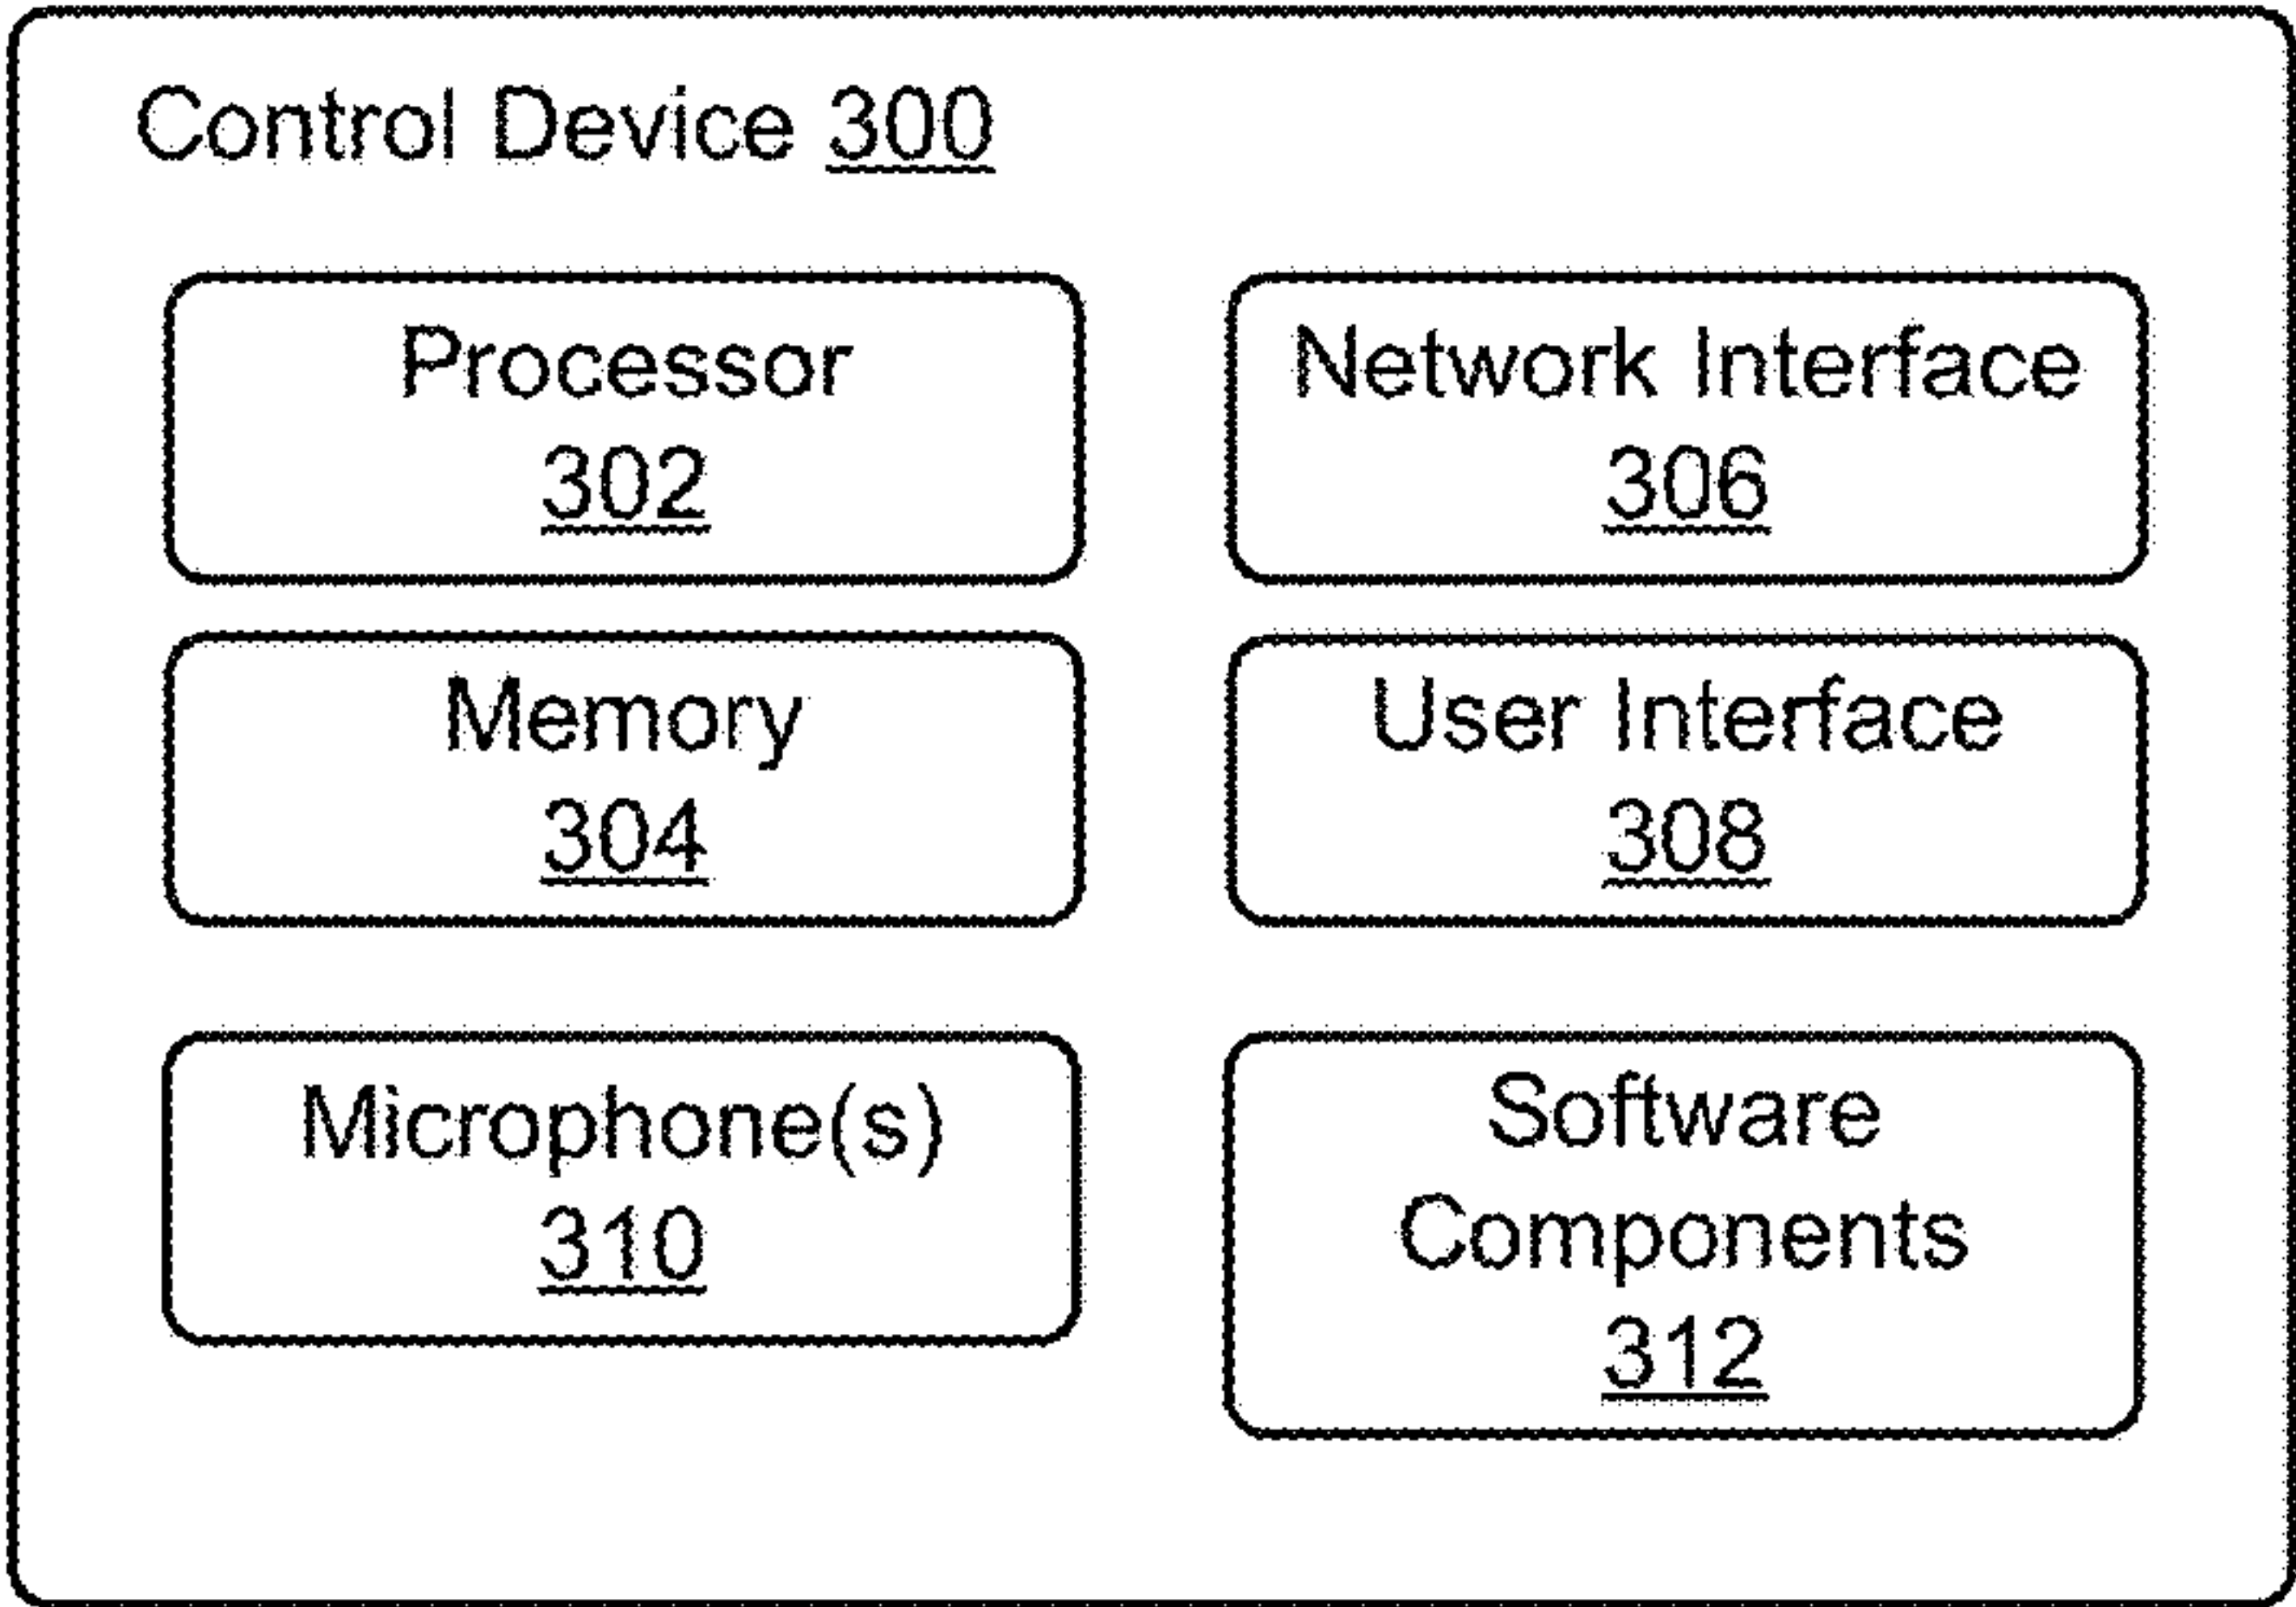 Control Device 300
Processor
302
Network Interface
306
Memory
304
User Interface
308
Microphone(s)
310
Software
Components
312